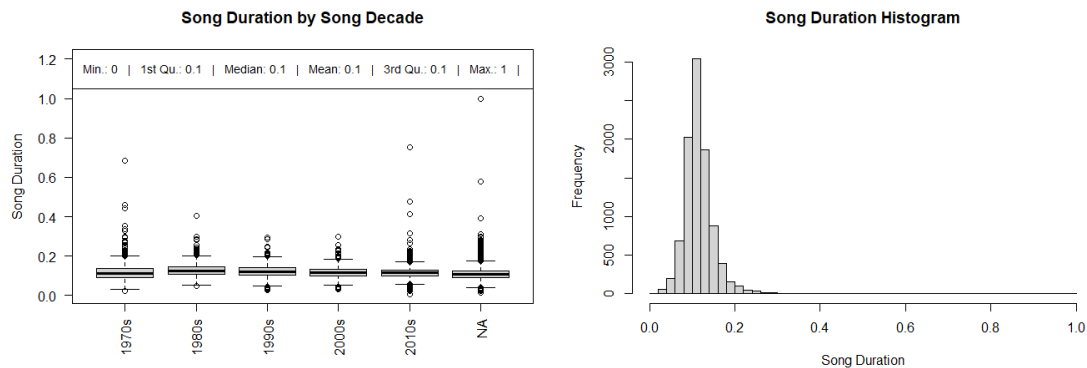 Song Duration by Song Decade
Min.: 0 | 1st Qu.: 0.1 | Median: 0.1 | Mean: 0.1 | 3rd Qu.: 0.1 | Max.: 1 |
1.2
1.0
0.8
0.6
0.4
0.2
0.0
Song Duration
1970s
1980s
1990s
2000s
2010s
NA
Song Duration Histogram
3000
2000
1000
500
0
Frequency
0.0 0.2 0.4 0.6 0.8 1.0
Song Duration